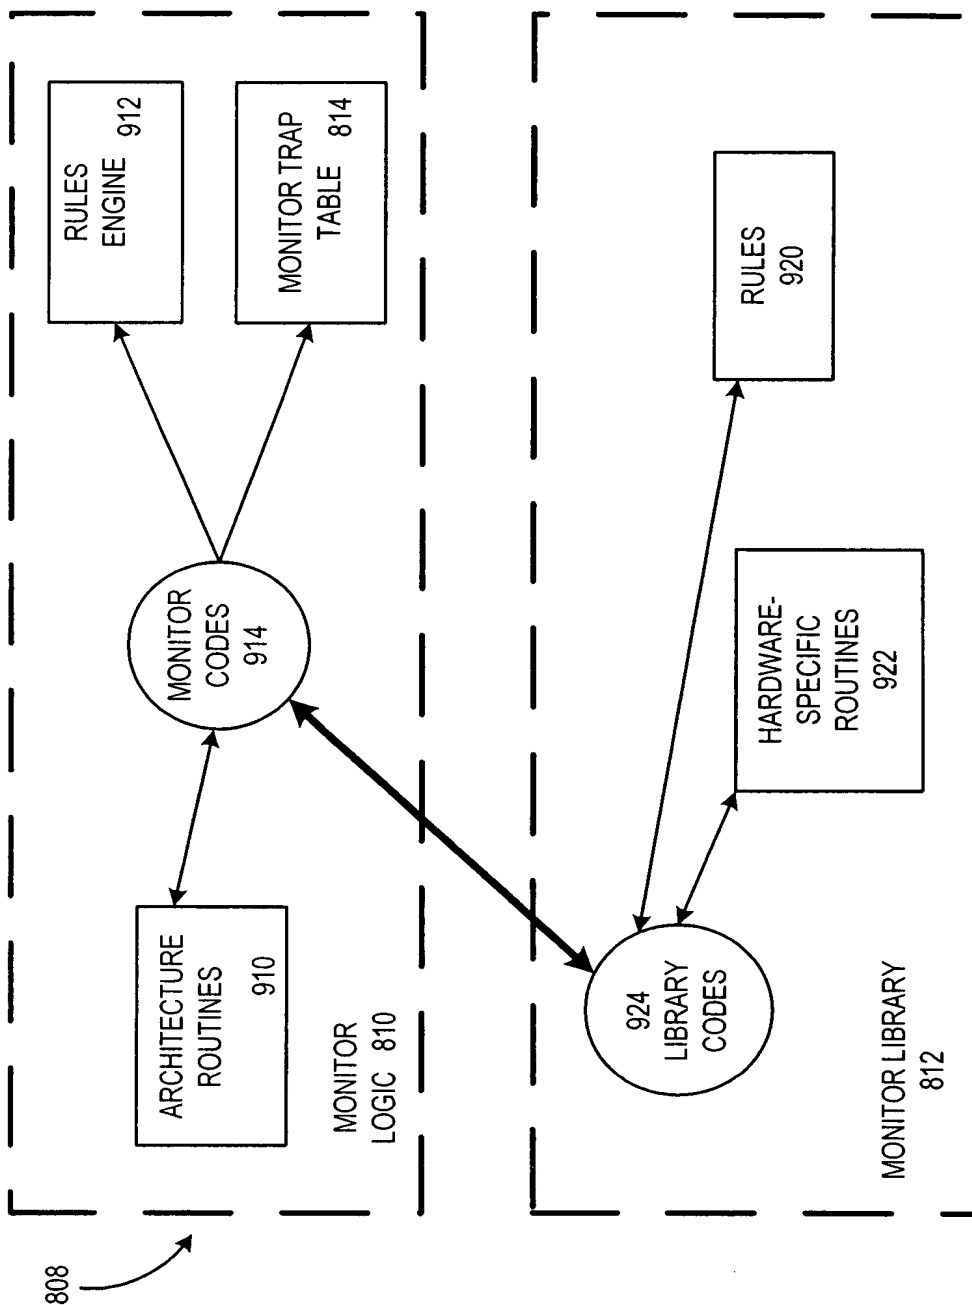 808
ARCHITECTURE
ROUTINES
910
MONITOR
LOGIC 810
MONITOR
CODES
914
RULES
ENGINE
912
MONITOR TRAP
TABLE
814
924
LIBRARY
CODES
MONITOR LIBRARY
812
HARDWARE-
SPECIFIC
ROUTINES
922
RULES
920